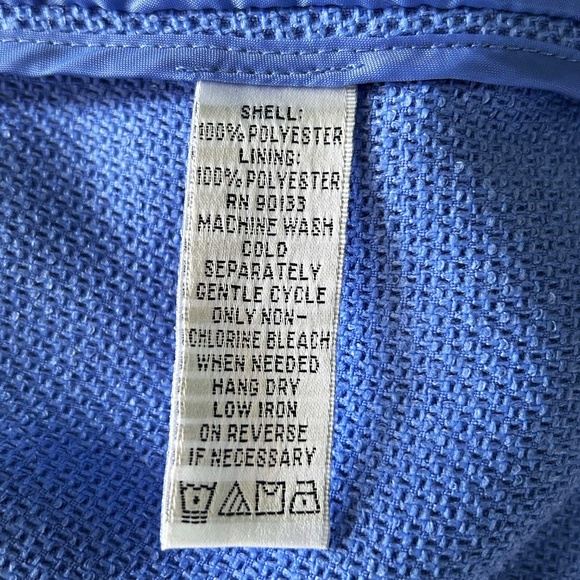 SHELL:
100% POLYESTER
LINING:
100% POLYESTER
RN 90133
MACHINE WASH
COLD
SEPARATELY
GENTLE CYCLE
ONLY NON-
CHLORINE BLEACH
WHEN NEEDED
HANG DRY
LOW IRON
ON REVERSE
IF NECESSARY